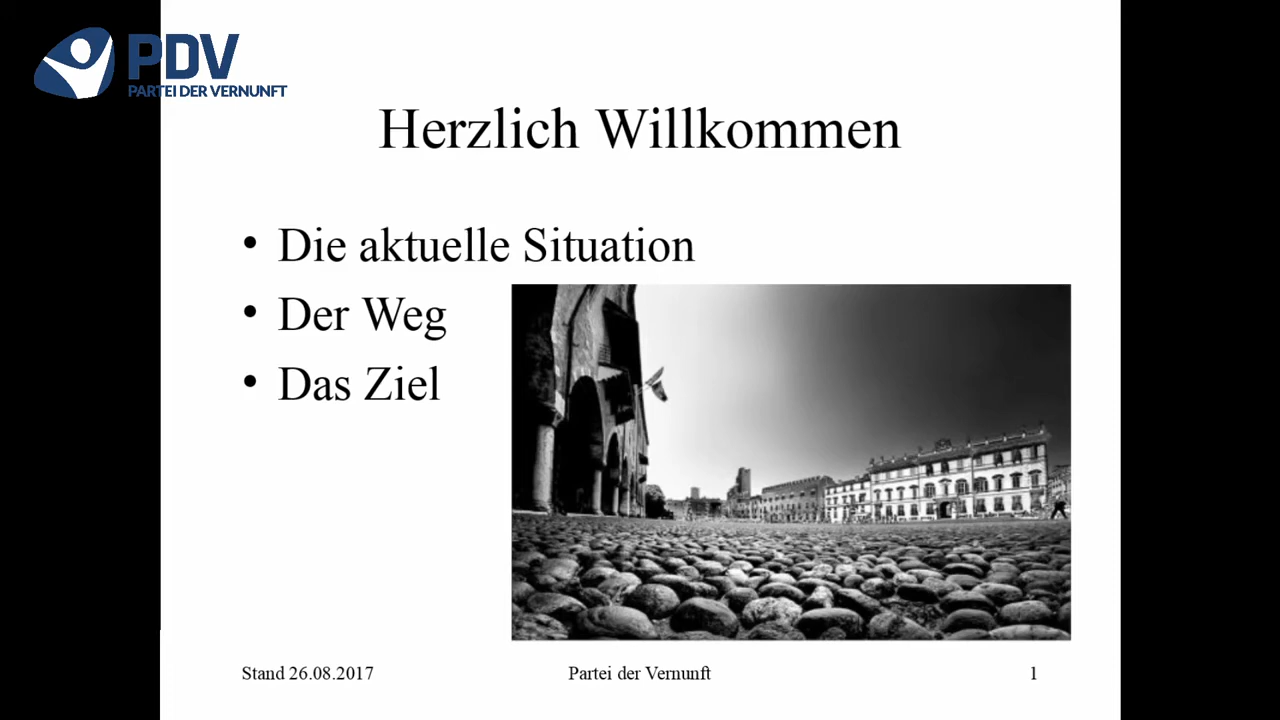 PDV
PARTEI DER VERNUNFT
Herzlich Willkommen
• Die aktuelle Situation
• Der Weg
• Das Ziel
Stand 26.08.2017
Partei der Vernunft
1